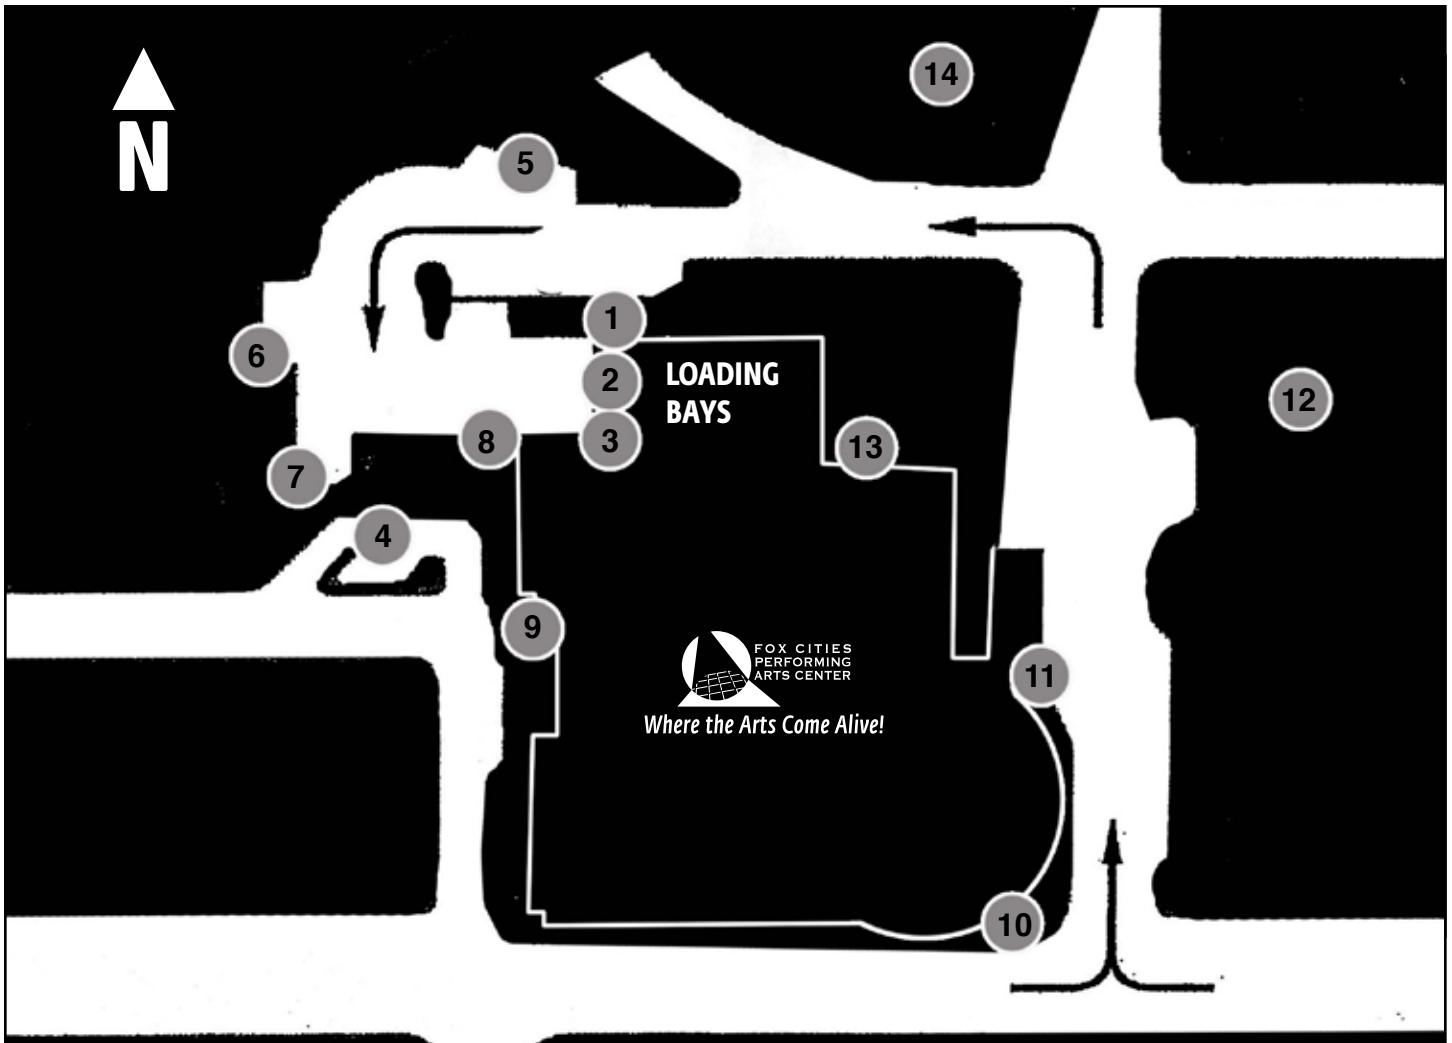 14
N
5
1
6
2
LOADING
BAYS
12
8
3
13
7
4
9
FOX CITIES
PERFORMING
ARTS CENTER
11
Where the Arts Come Alive!
10